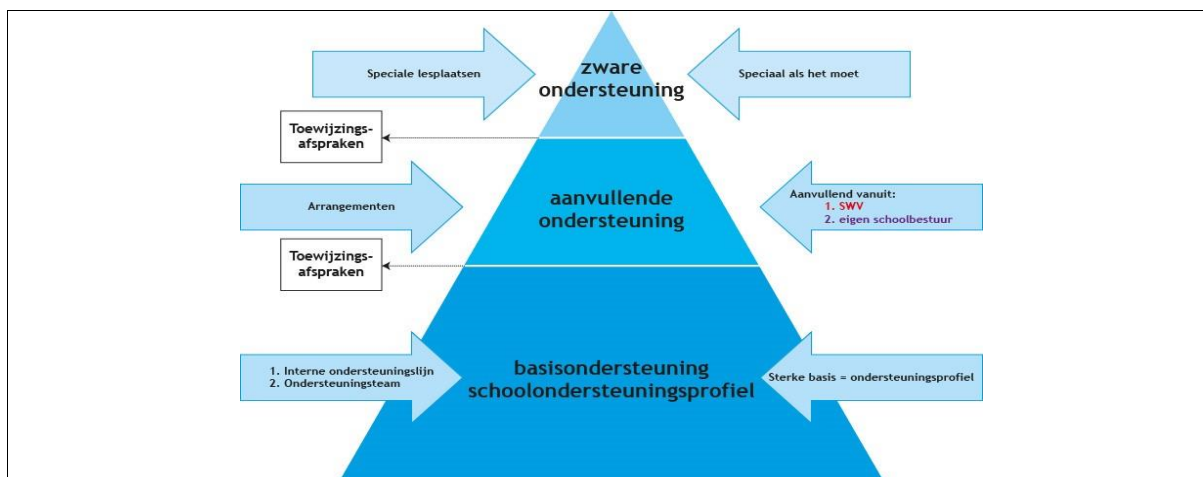 Speciale lesplaatsen
zware
ondersteuning
Speciaal als het moet
Toewijzings-
afspraken
Arrangementen
aanvullende
ondersteuning
Aanvullend vanuit:
1. SWV
2. eigen schoolbestuur
Toewijzings-
afspraken
1. Interne ondersteuningslijn
2. Ondersteuningsteam
basisondersteuning
schoolondersteuningsprofiel
Sterke basis = ondersteuningsprofiel